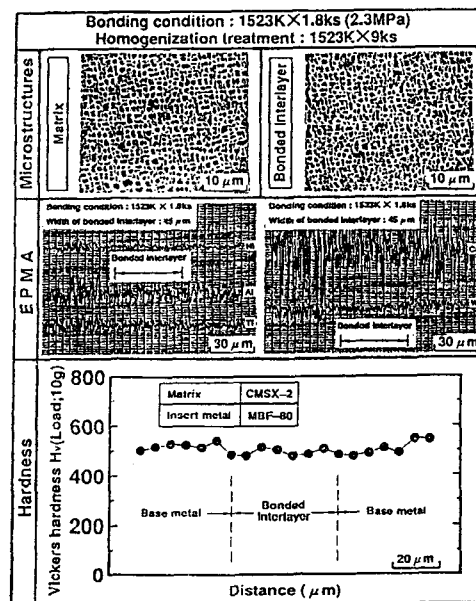 Bonding condition : 1523K×1.8ks (2.3MPa)
Homogenization treatment : 1523K×9ks
Microstructures
Matrix
10 μm
Bonded Interlayer
10 μm
EPMA
Bonding condition : 1523K × 1.8ks
Width of bonded interlayer : 45 μm
Bonded Interlayer
30 μm
Bonding condition : 1523K × 1.8ks
Width of bonded interlayer : 45 μm
Bonded Interlayer
30 μm
Hardness
Vickers hardness Hv(Load;10g)
800
600
400
200
0
Matrix CMSX-2
Insert metal MBF-80
Base metal
Bonded Interlayer
Base metal
20 μm
Distance (μm)